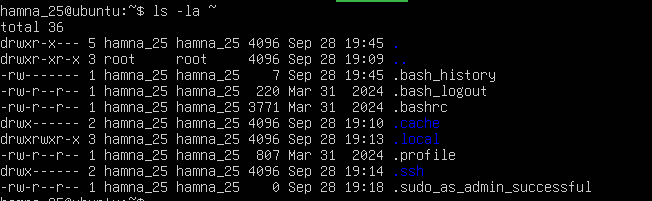 hamna_25@ubuntu:~$ ls -la ~
total 36
drwxr-x--- 5 hamna_25 hamna_25 4096 Sep 28 19:45 .
drwxr-xr-x 3 root     root     4096 Sep 28 19:09 ..
-rw------- 1 hamna_25 hamna_25    7 Sep 28 19:45 .bash_history
-rw-r--r-- 1 hamna_25 hamna_25  220 Mar 31  2024 .bash_logout
-rw-r--r-- 1 hamna_25 hamna_25 3771 Mar 31  2024 .bashrc
drwx------ 2 hamna_25 hamna_25 4096 Sep 28 19:10 .cache
drwxrwxr-x 3 hamna_25 hamna_25 4096 Sep 28 19:13 .local
-rw-r--r-- 1 hamna_25 hamna_25  807 Mar 31  2024 .profile
drwx------ 2 hamna_25 hamna_25 4096 Sep 28 19:14 .ssh
-rw-r--r-- 1 hamna_25 hamna_25    0 Sep 28 19:18 .sudo_as_admin_successful
hamna_25@ubuntu:~$